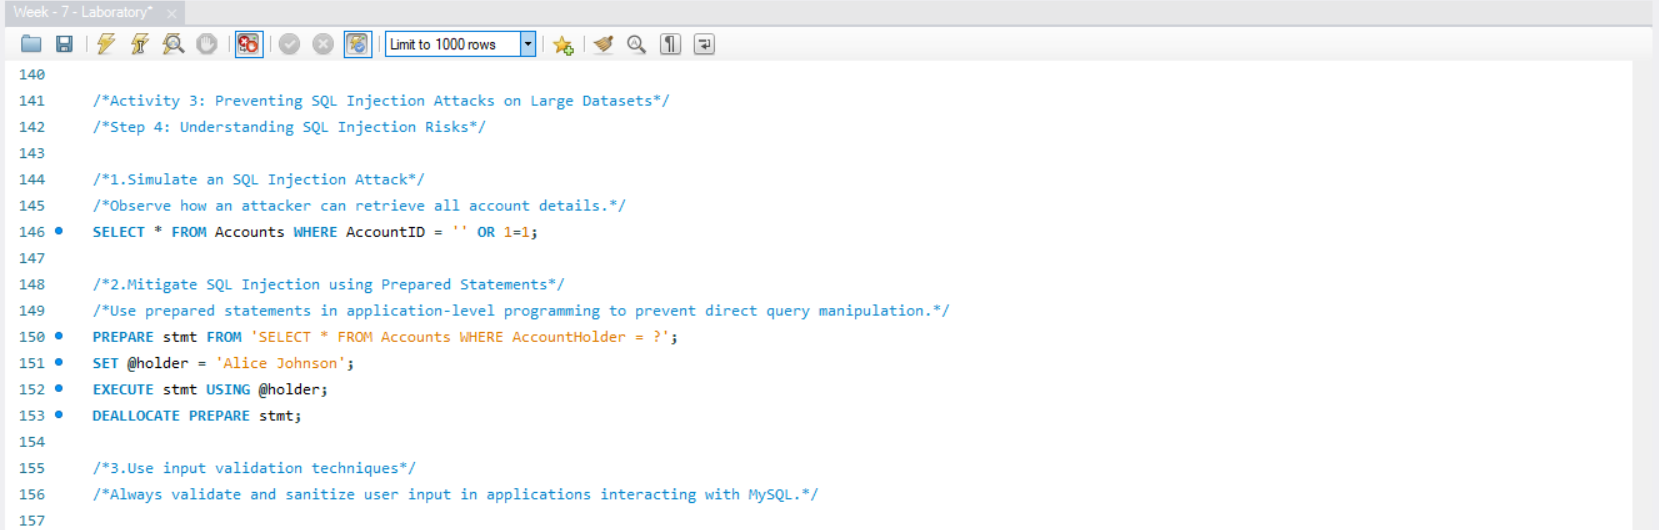 Week - 7 - Laboratory*
Limit to 1000 rows
140
141 /*Activity 3: Preventing SQL Injection Attacks on Large Datasets*/
142 /*Step 4: Understanding SQL Injection Risks*/
143
144 /*1.Simulate an SQL Injection Attack*/
145 /*Observe how an attacker can retrieve all account details.*/
146 SELECT * FROM Accounts WHERE AccountID = '' OR 1=1;
147
148 /*2.Mitigate SQL Injection using Prepared Statements*/
149 /*Use prepared statements in application-level programming to prevent direct query manipulation.*/
150 PREPARE stmt FROM 'SELECT * FROM Accounts WHERE AccountHolder = ?';
151 SET @holder = 'Alice Johnson';
152 EXECUTE stmt USING @holder;
153 DEALLOCATE PREPARE stmt;
154
155 /*3.Use input validation techniques*/
156 /*Always validate and sanitize user input in applications interacting with MySQL.*/
157